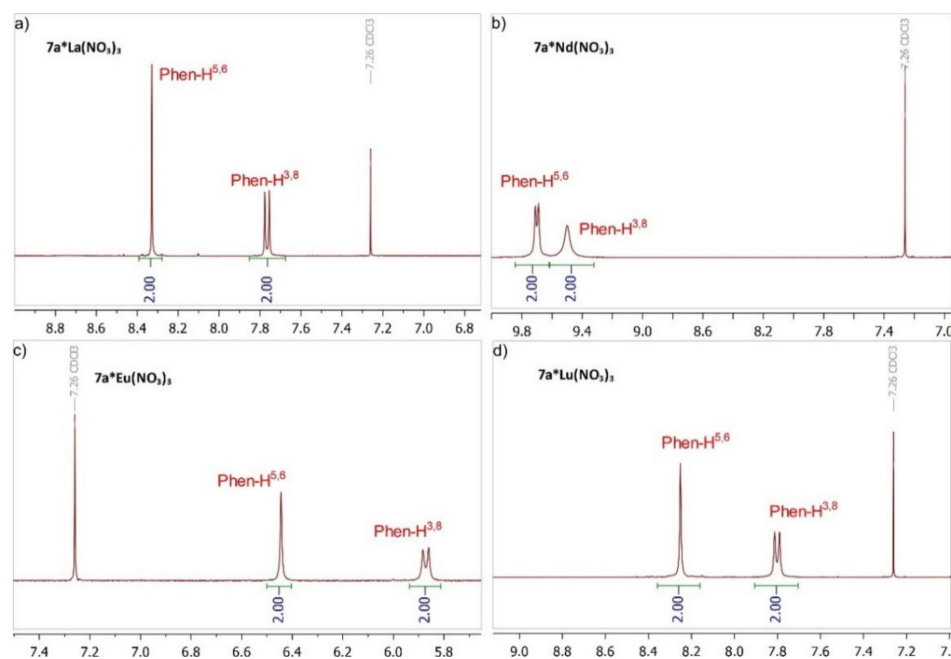 a)
7a*La(NO₃)₃
7.26 CDCl3
Phen-H⁵,⁶
Phen-H³,⁸
2.00
2.00
8.8 8.6 8.4 8.2 8.0 7.8 7.6 7.4 7.2 7.0 6.8
b)
7a*Nd(NO₃)₃
7.26 CDCl3
Phen-H⁵,⁶
Phen-H³,⁸
2.00
2.00
9.8 9.4 9.0 8.6 8.2 7.8 7.4 7.0
c)
7.26 CDCl3
7a*Eu(NO₃)₃
Phen-H⁵,⁶
Phen-H³,⁸
2.00
2.00
7.4 7.2 7.0 6.8 6.6 6.4 6.2 6.0 5.8
d)
7a*Lu(NO₃)₃
7.26 CDCl3
Phen-H⁵,⁶
Phen-H³,⁸
2.00
2.00
9.0 8.8 8.6 8.4 8.2 8.0 7.8 7.6 7.4 7.2 7.0